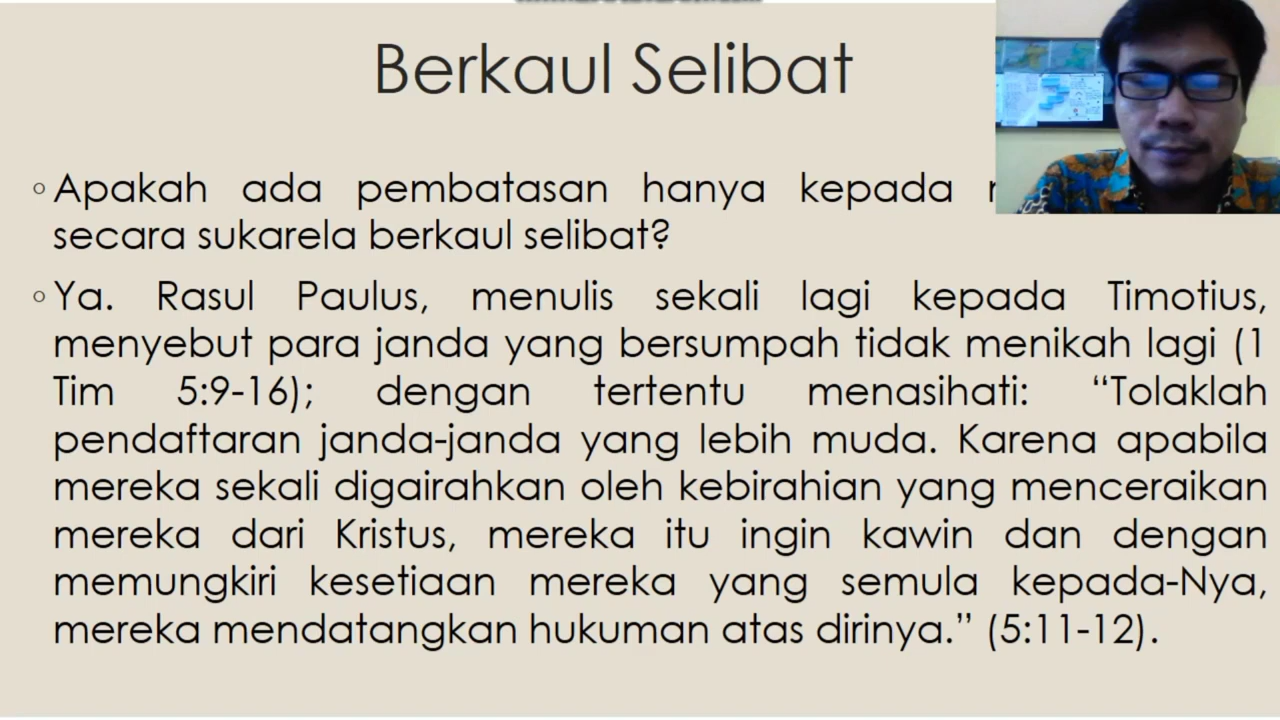 Berkaul Selibat
Apakah ada pembatasan hanya kepada
secara sukarela berkaul selibat?
Ya. Rasul Paulus, menulis sekali lagi kepada Timotius,
menyebut para janda yang bersumpah tidak menikah lagi (1
Tim 5:9-16); dengan tertentu menasihati: “Tolaklah
pendaftaran janda-janda yang lebih muda. Karena apabila
mereka sekali digairahkan oleh kebirahian yang menceraikan
mereka dari Kristus, mereka itu ingin kawin dan dengan
memungkiri kesetiaan mereka yang semula kepada-Nya,
mereka mendatangkan hukuman atas dirinya.” (5:11-12).